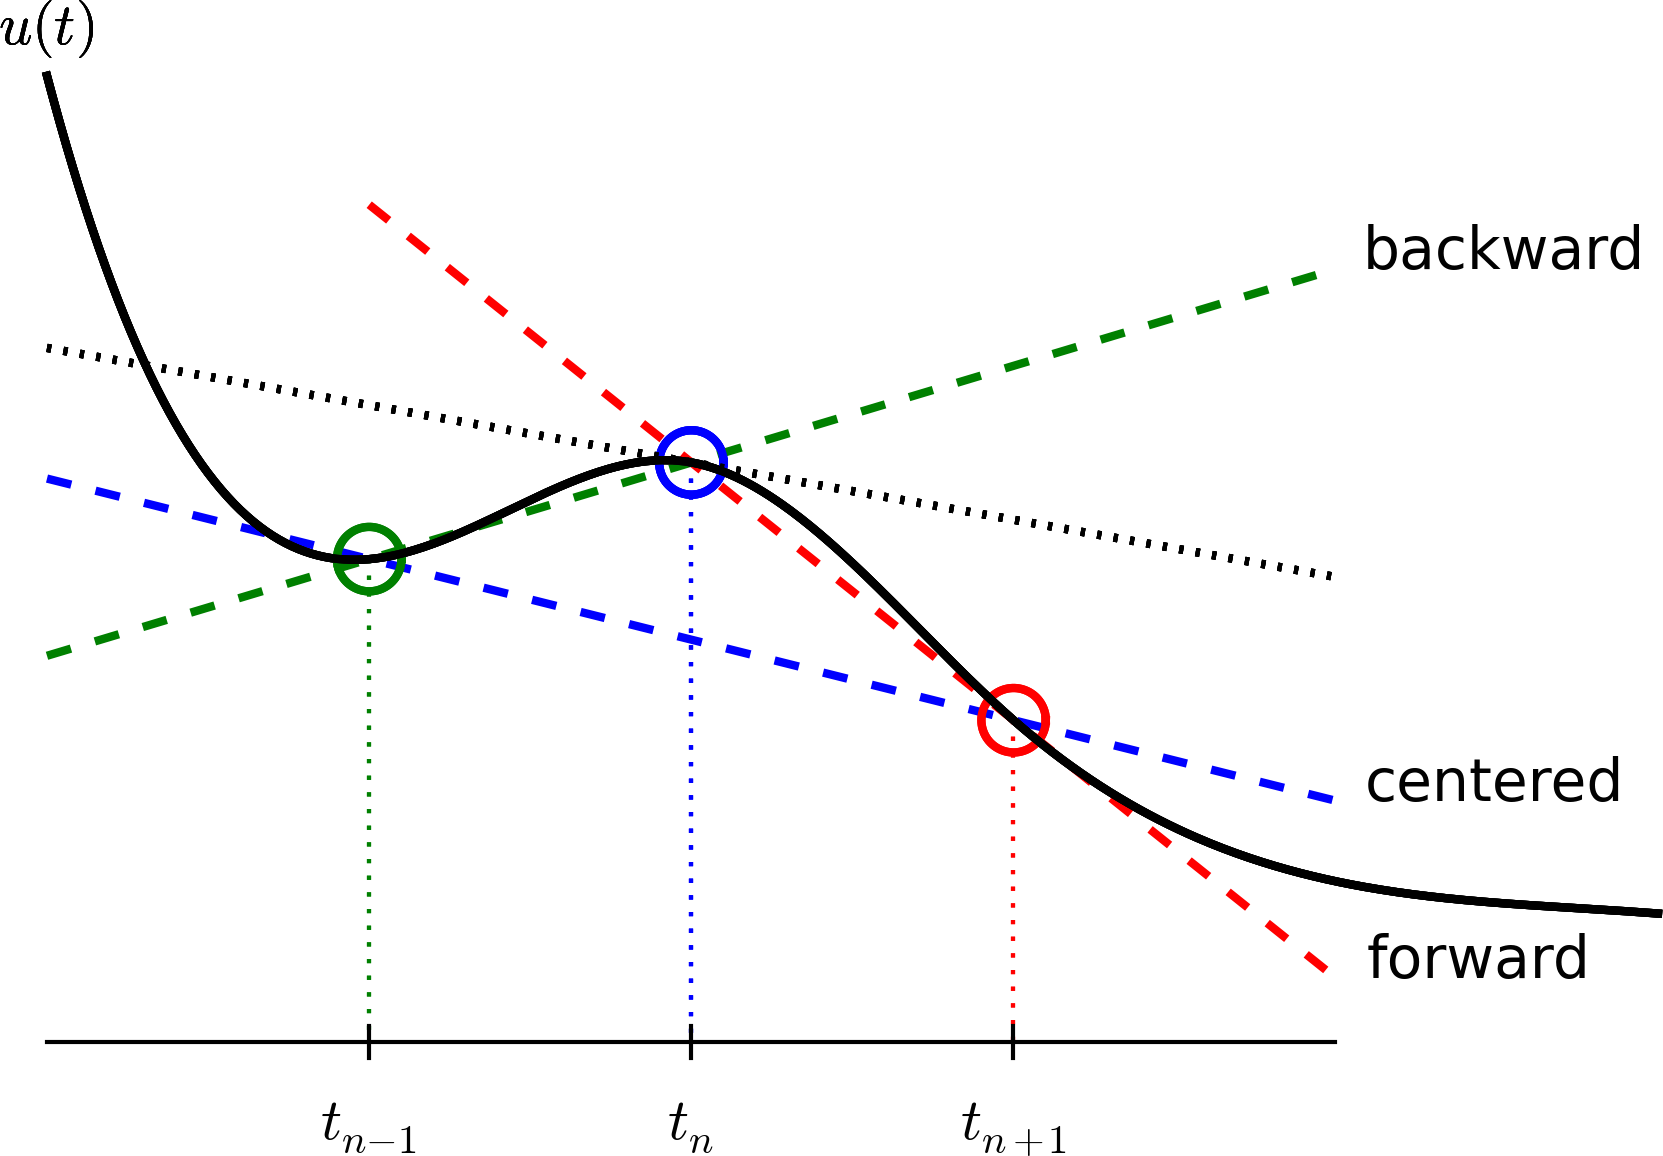 u(t)
backward
centered
forward
t_{n-1} t_n t_{n+1}